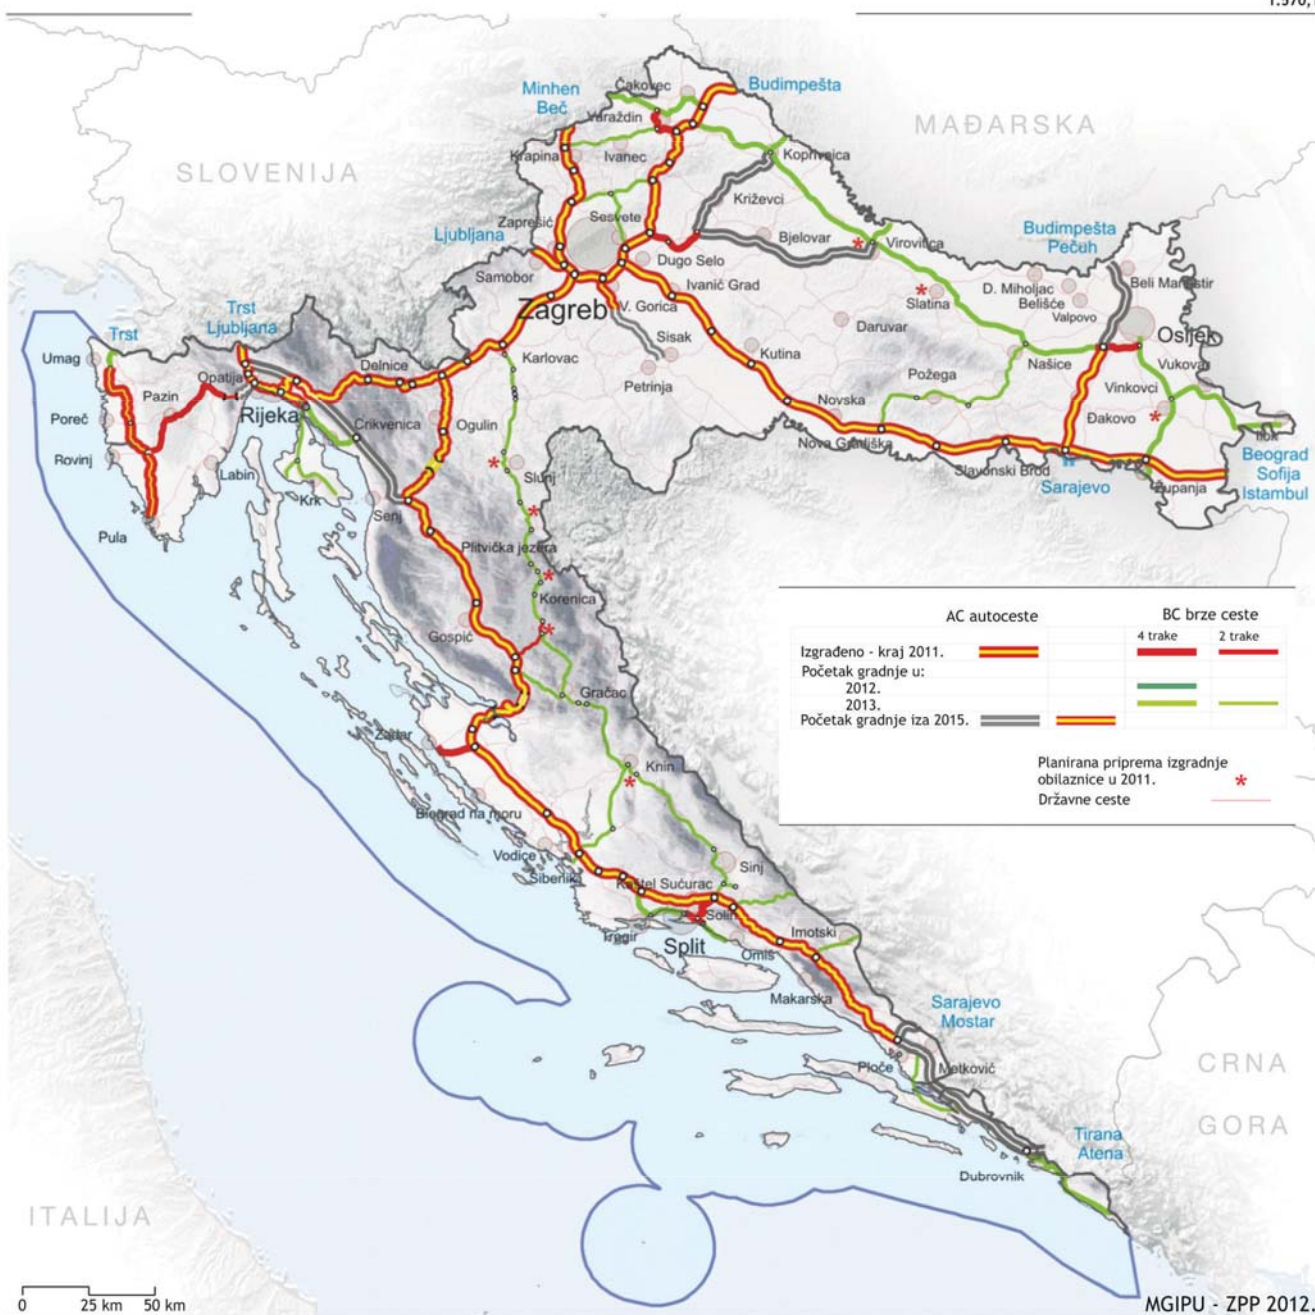 Minhen
Beč
Čakovec
Budimpešta
Varaždin
MAĐARSKA
Krapina
Ivanec
Koprivnica
SLOVENIJA
Križevci
Zaprešić
Sesvete
Ljubljana
Bjelovar
Virovitica
Budimpešta
Pečuh
Samobor
Dugo Selo
Ivanić Grad
D. Miholjac
Beli Manastir
Belišće
Slatina
Valpovo
Zagreb
V. Gorica
Trst
Ljubljana
Trst
Sisak
Daruvar
Osijek
Umag
Delnice
Karlovac
Kutina
Našice
Vukovar
Opatija
Petrinja
Požega
Vinkovci
Pazin
Rijeka
Novska
Đakovo
Poreč
Crikvenica
Ogulin
Nova Gradiška
Ilok
Rovinj
Labin
Slunj
Slavonski Brod
Beograd
Sofija
Istambul
Sarajevo
Županja
Krk
Senj
Pula
Plitvička jezera
Korenica
Gospić
Gračac
Zadar
Knin
Biograd na moru
Vodice
Šibenik
Sinj
Kaštel Sućurac
Solin
Trogir
Split
Omiš
Imotski
Makarska
Sarajevo
Mostar
Ploče
Metković
CRNA
GORA
Tirana
Atena
Dubrovnik
ITALIJA
AC autoceste
BC brze ceste
4 trake 2 trake
Izgrađeno - kraj 2011.
Početak gradnje u:
2012.
2013.
Početak gradnje iza 2015.
Planirana priprema izgradnje
obilaznice u 2011. *
Državne ceste
0 25 km 50 km
MGIPU - ZPP 2012.